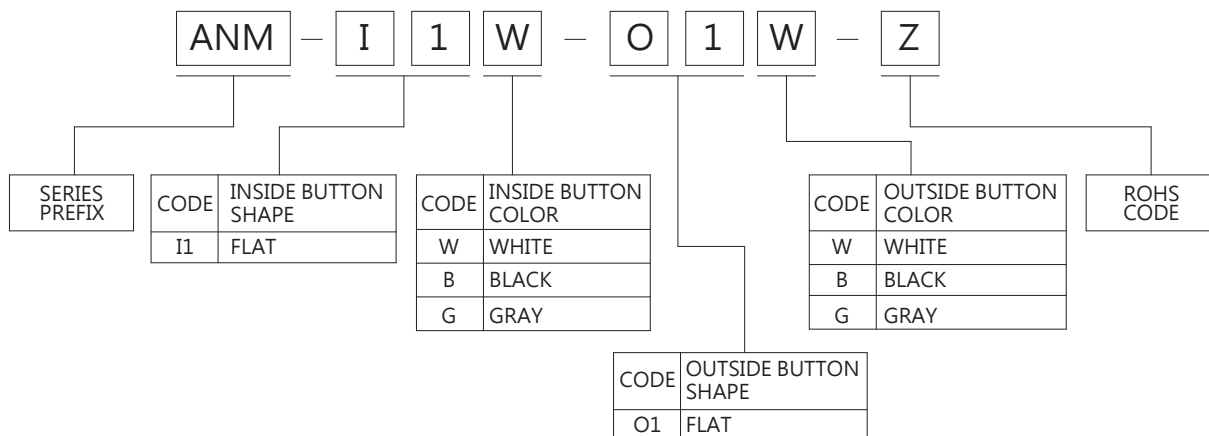 ANM — I 1 W — O 1 W — Z
SERIES
PREFIX
CODE INSIDE BUTTON
SHAPE
I1 FLAT
CODE INSIDE BUTTON
COLOR
W WHITE
B BLACK
G GRAY
CODE OUTSIDE BUTTON
SHAPE
O1 FLAT
CODE OUTSIDE BUTTON
COLOR
W WHITE
B BLACK
G GRAY
ROHS
CODE